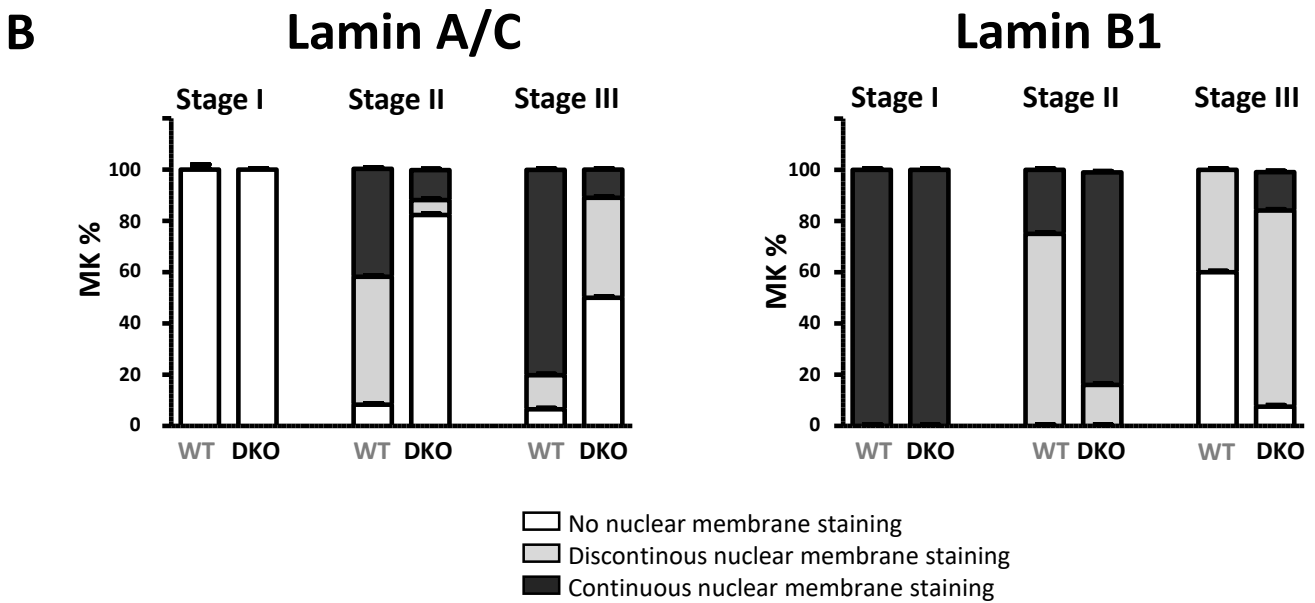 B
Lamin A/C
Lamin B1
Stage I
Stage II
Stage III
Stage I
Stage II
Stage III
MK %
100
80
60
40
20
0
WT DKO
WT DKO
WT DKO
MK %
100
80
60
40
20
0
WT DKO
WT DKO
WT DKO
No nuclear membrane staining
Discontinous nuclear membrane staining
Continuous nuclear membrane staining